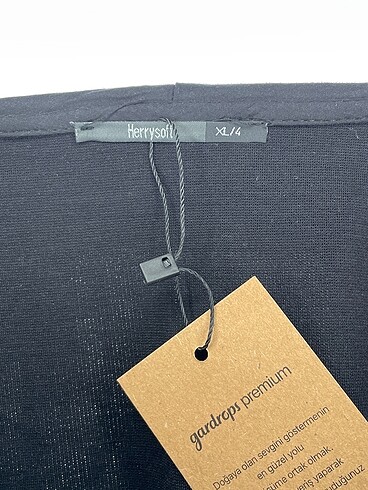 Herrysoft XL/4
gardrops premium
Doğaya olan sevgini göstermenin
en güzel yolu
ortak olmak.
yaparak